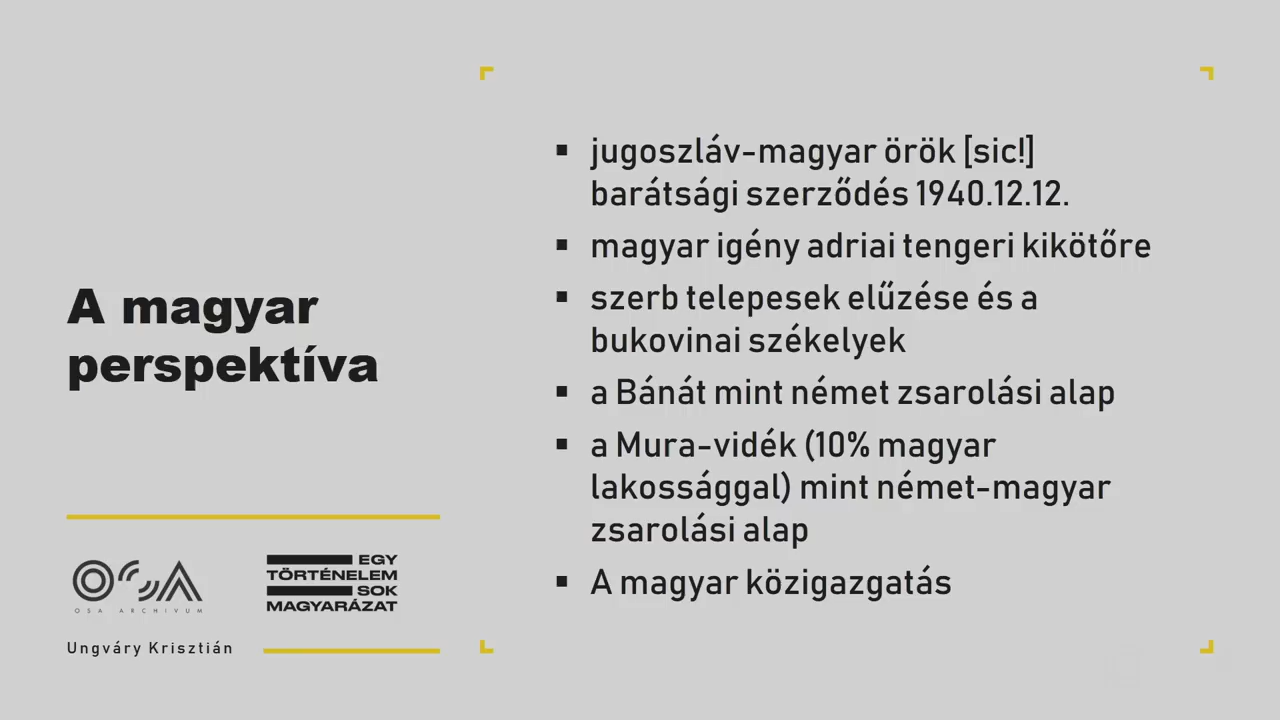 A magyar
perspektíva
OSA ARCHIVUM
EGY
TÖRTÉNELEM
SOK
MAGYARÁZAT
Ungváry Krisztián
jugoszláv-magyar örök [sic!]
barátsági szerződés 1940.12.12.
magyar igény adriai tengeri kikötőre
szerb telepesek elűzése és a
bukovinai székelyek
a Bánát mint német zsarolási alap
a Mura-vidék (10% magyar
lakossággal) mint német-magyar
zsarolási alap
A magyar közigazgatás